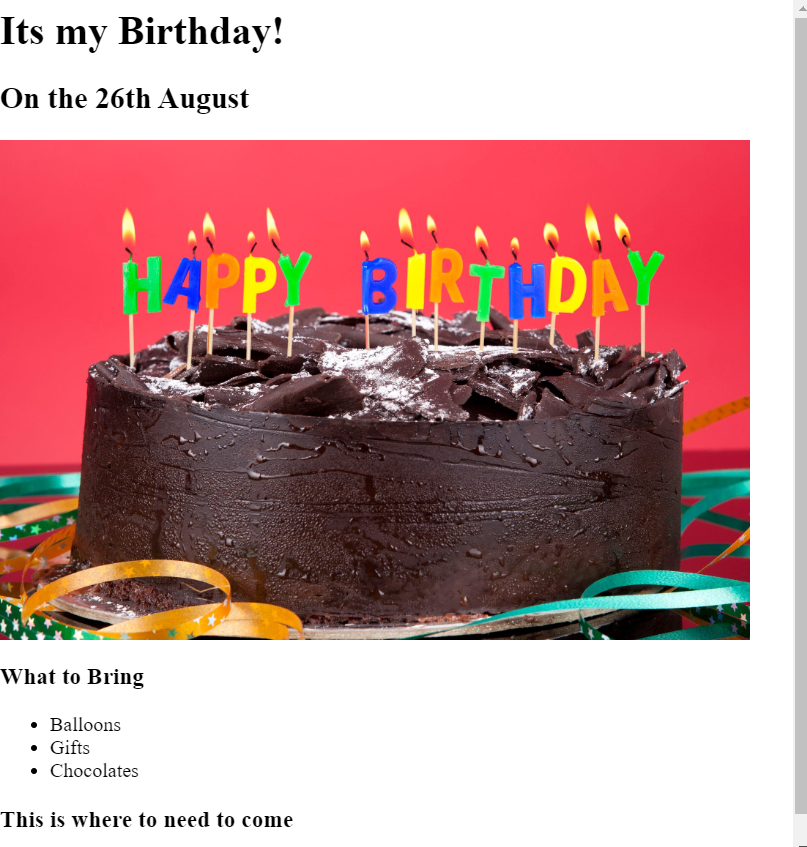 Its my Birthday!
On the 26th August
HAPPY BIRTHDAY
What to Bring
Balloons
Gifts
Chocolates
This is where to need to come